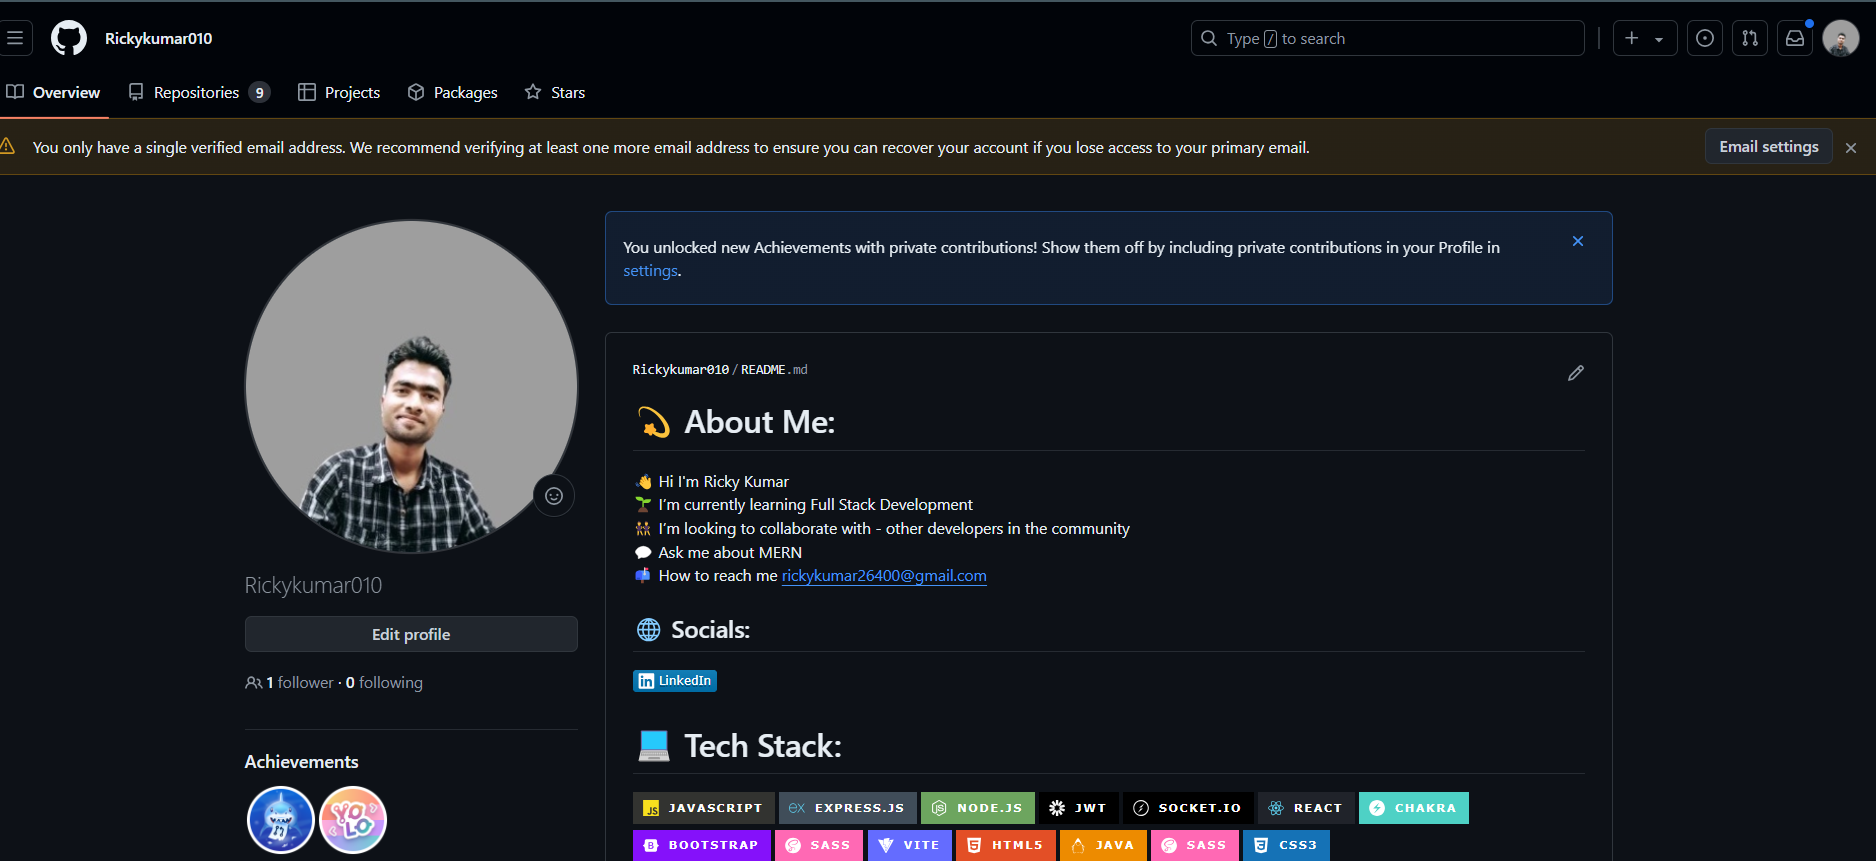 Rickykumar010
Type / to search
Overview
Repositories 9
Projects
Packages
Stars
You only have a single verified email address. We recommend verifying at least one more email address to ensure you can recover your account if you lose access to your primary email.
Email settings
You unlocked new Achievements with private contributions! Show them off by including private contributions in your Profile in
settings.
Rickykumar010/README.md
About Me:
Hi I'm Ricky Kumar
I’m currently learning Full Stack Development
I’m looking to collaborate with - other developers in the community
Ask me about MERN
How to reach me rickykumar26400@gmail.com
Socials:
LinkedIn
Tech Stack:
JAVASCRIPT EXPRESS.JS NODE.JS JWT SOCKET.IO REACT CHAKRA
BOOTSTRAP SASS VITE HTML5 JAVA SASS CSS3
Rickykumar010
Edit profile
1 follower · 0 following
Achievements
YOLO